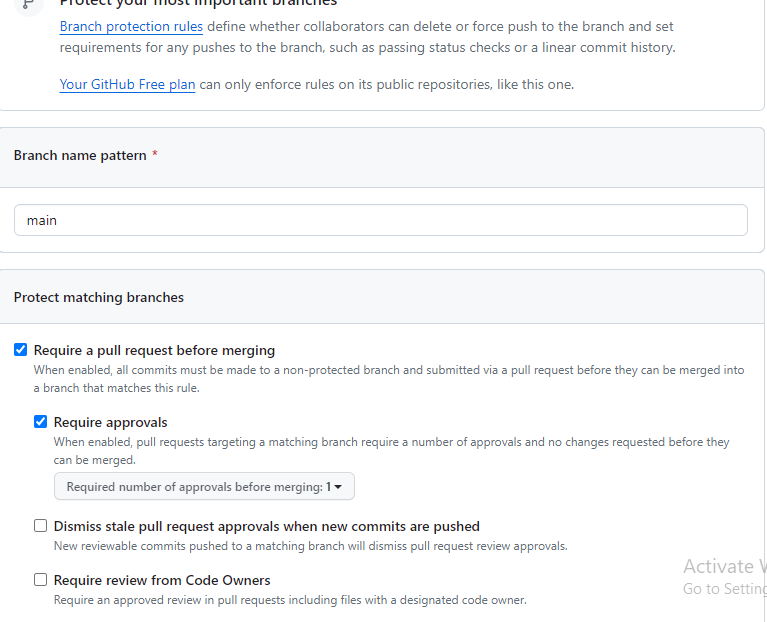 Protect your most important branches
Branch protection rules define whether collaborators can delete or force push to the branch and set
requirements for any pushes to the branch, such as passing status checks or a linear commit history.
Your GitHub Free plan can only enforce rules on its public repositories, like this one.
Branch name pattern *
main
Protect matching branches
Require a pull request before merging
When enabled, all commits must be made to a non-protected branch and submitted via a pull request before they can be merged into
a branch that matches this rule.
Require approvals
When enabled, pull requests targeting a matching branch require a number of approvals and no changes requested before they
can be merged.
Required number of approvals before merging: 1
Dismiss stale pull request approvals when new commits are pushed
New reviewable commits pushed to a matching branch will dismiss pull request review approvals.
Require review from Code Owners
Require an approved review in pull requests including files with a designated code owner.
Activate
Go to Setting